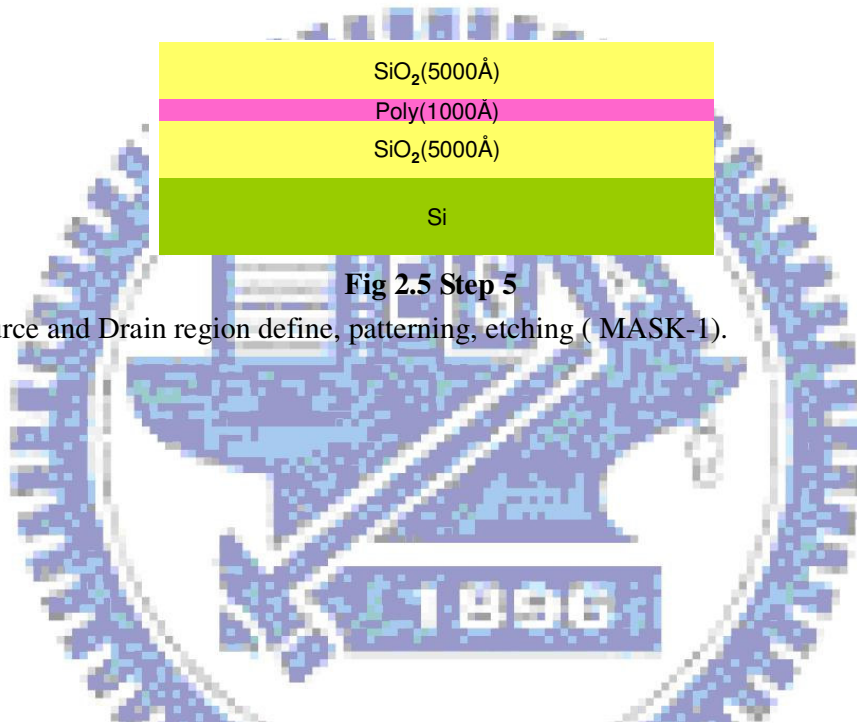 SiO₂(5000Å)
Poly(1000Å)
SiO₂(5000Å)
Si
Fig 2.5 Step 5
urce and Drain region define, patterning, etching ( MASK-1).
1896